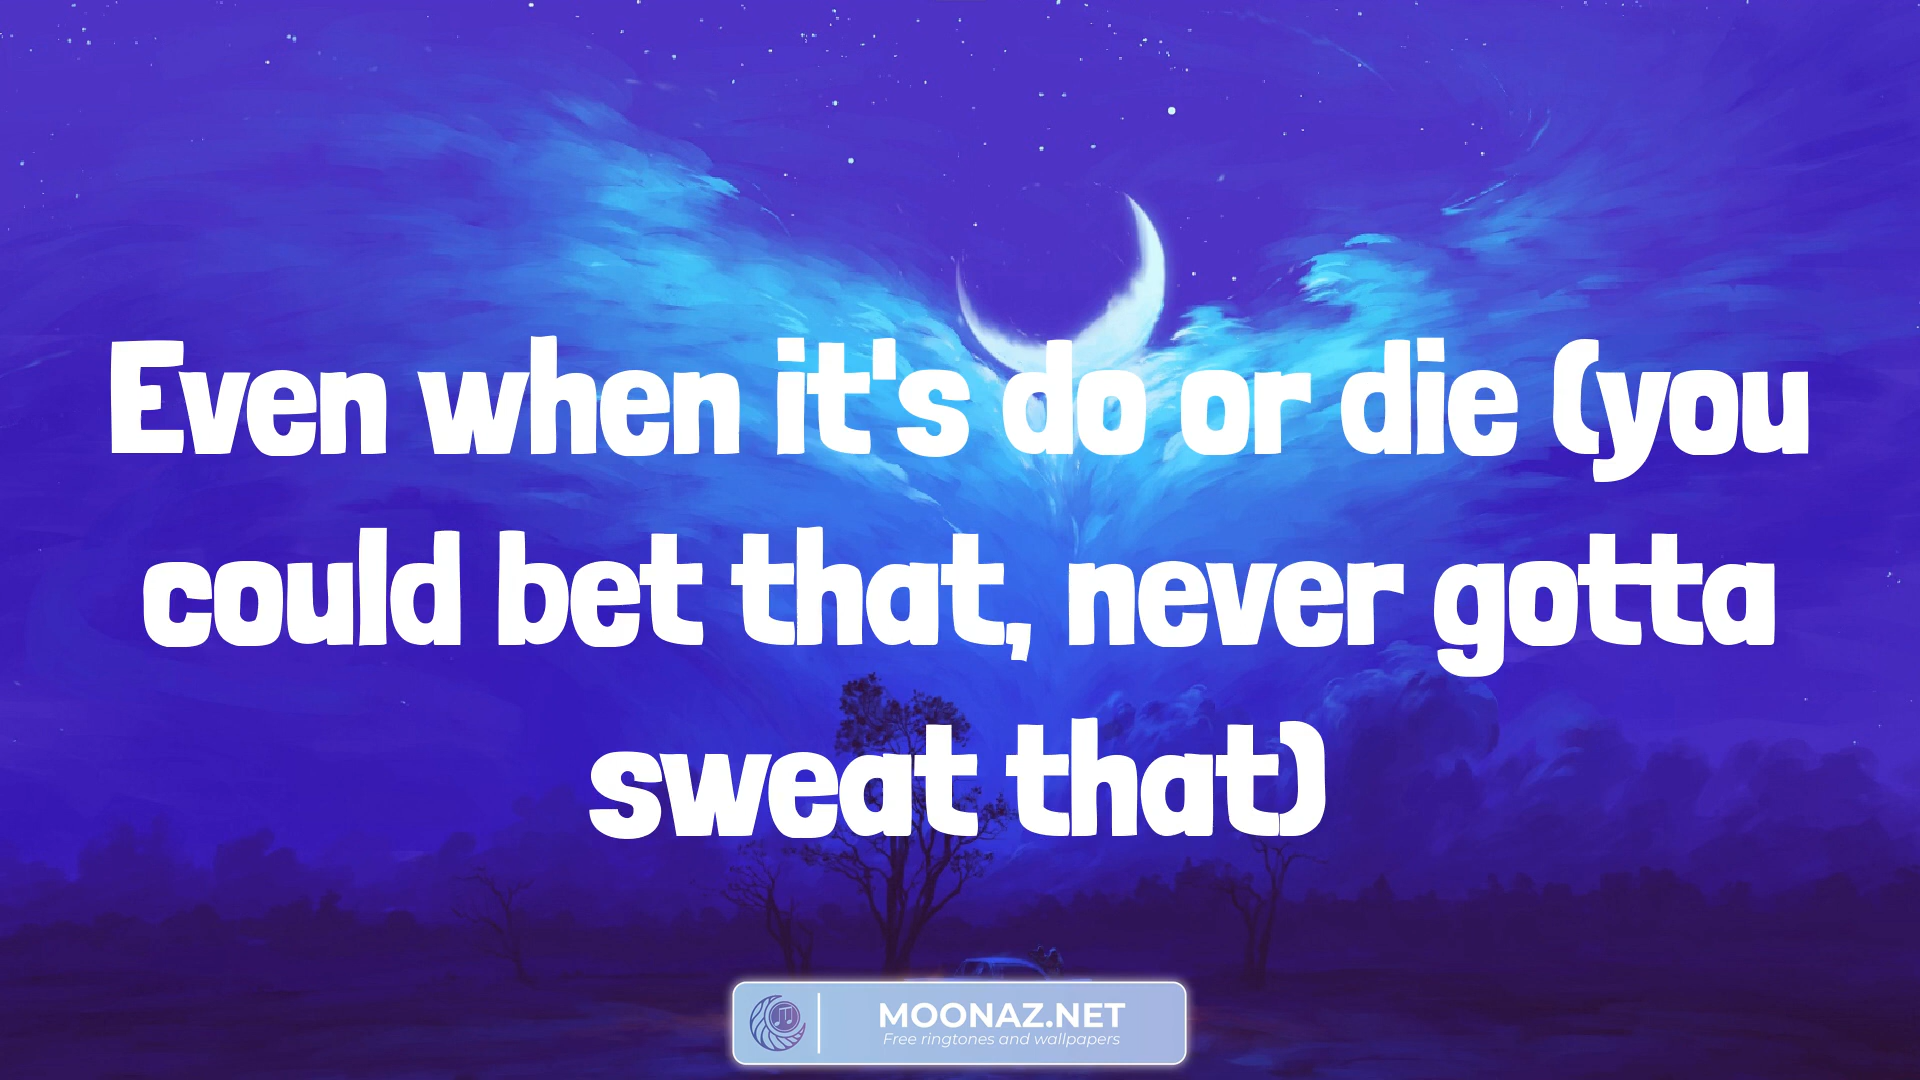 Even when it's do or die (you
could bet that, never gotta
sweat that)
MOONAZ.NET
Free ringtones and wallpapers